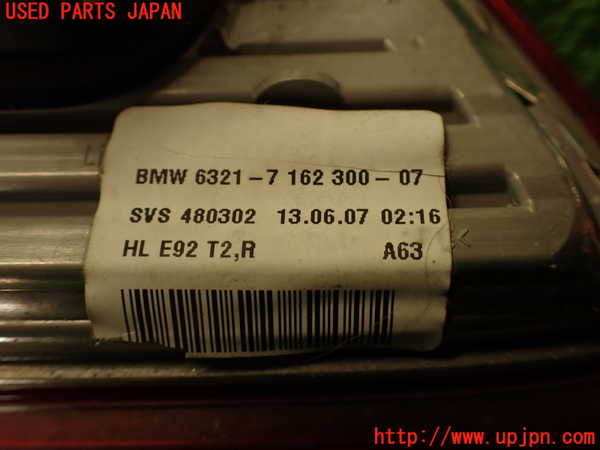 USED PARTS JAPAN
BMW 6321-7 162 300-07
SVS 480302 13.06.07 02:16
HL E92 T2,R A63
http://www.upjpn.com/